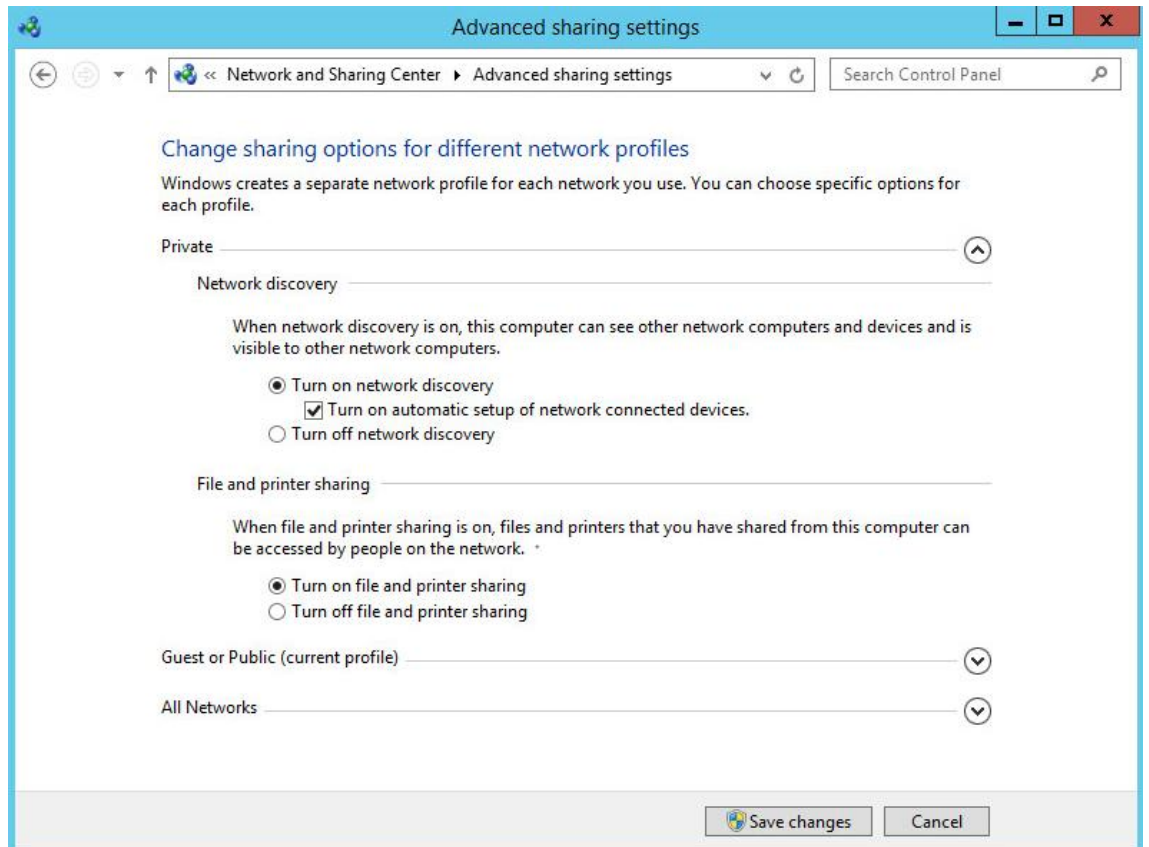 Advanced sharing settings
« Network and Sharing Center ▸ Advanced sharing settings
Search Control Panel
Change sharing options for different network profiles
Windows creates a separate network profile for each network you use. You can choose specific options for
each profile.
Private
Network discovery
When network discovery is on, this computer can see other network computers and devices and is
visible to other network computers.
Turn on network discovery
Turn on automatic setup of network connected devices.
Turn off network discovery
File and printer sharing
When file and printer sharing is on, files and printers that you have shared from this computer can
be accessed by people on the network.
Turn on file and printer sharing
Turn off file and printer sharing
Guest or Public (current profile)
All Networks
Save changes
Cancel